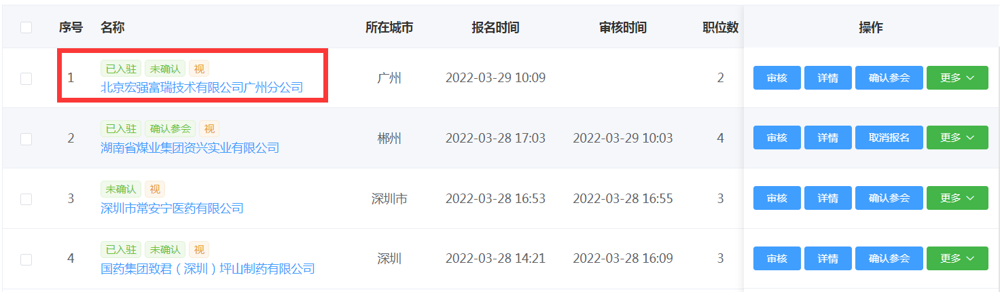 序号 名称 所在城市 报名时间 审核时间 职位数 操作
已入驻 未确认 视
1 北京宏强富瑞技术有限公司广州分公司 广州 2022-03-29 10:09 2 审核 详情 确认参会 更多
已入驻 确认参会 视
2 湖南省煤业集团资兴实业有限公司 郴州 2022-03-28 17:03 2022-03-29 10:03 4 审核 详情 取消报名 更多
未确认 视
3 深圳市常安宁医药有限公司 深圳市 2022-03-28 16:53 2022-03-28 16:55 3 审核 详情 确认参会 更多
已入驻 未确认 视
4 国药集团致君（深圳）坪山制药有限公司 深圳 2022-03-28 14:21 2022-03-28 16:09 3 审核 详情 确认参会 更多